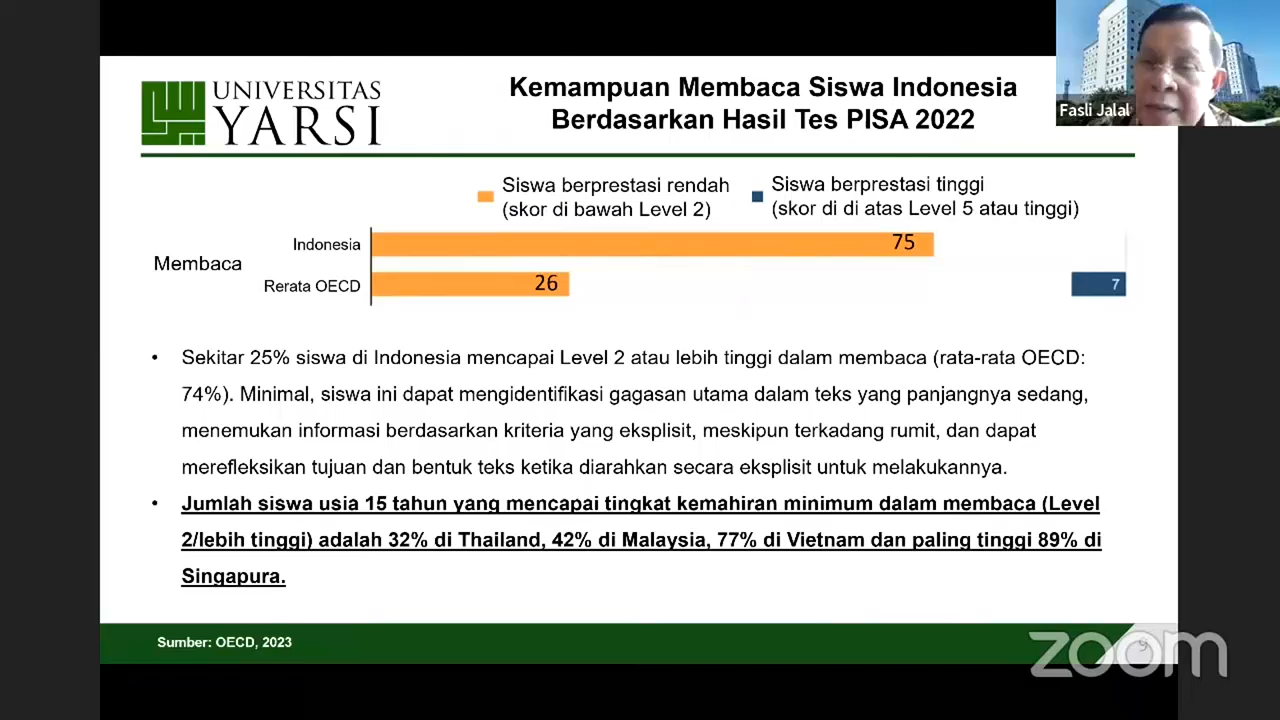 UNIVERSITAS
YARSI
Kemampuan Membaca Siswa Indonesia
Berdasarkan Hasil Tes PISA 2022
Fasli Jalal
Siswa berprestasi rendah
(skor di bawah Level 2)
Siswa berprestasi tinggi
(skor di di atas Level 5 atau tinggi)
Membaca
Indonesia
75
Rerata OECD
26
7
• Sekitar 25% siswa di Indonesia mencapai Level 2 atau lebih tinggi dalam membaca (rata-rata OECD:
74%). Minimal, siswa ini dapat mengidentifikasi gagasan utama dalam teks yang panjangnya sedang,
menemukan informasi berdasarkan kriteria yang eksplisit, meskipun terkadang rumit, dan dapat
merefleksikan tujuan dan bentuk teks ketika diarahkan secara eksplisit untuk melakukannya.
• Jumlah siswa usia 15 tahun yang mencapai tingkat kemahiran minimum dalam membaca (Level
2/lebih tinggi) adalah 32% di Thailand, 42% di Malaysia, 77% di Vietnam dan paling tinggi 89% di
Singapura.
Sumber: OECD, 2023
9
zoom